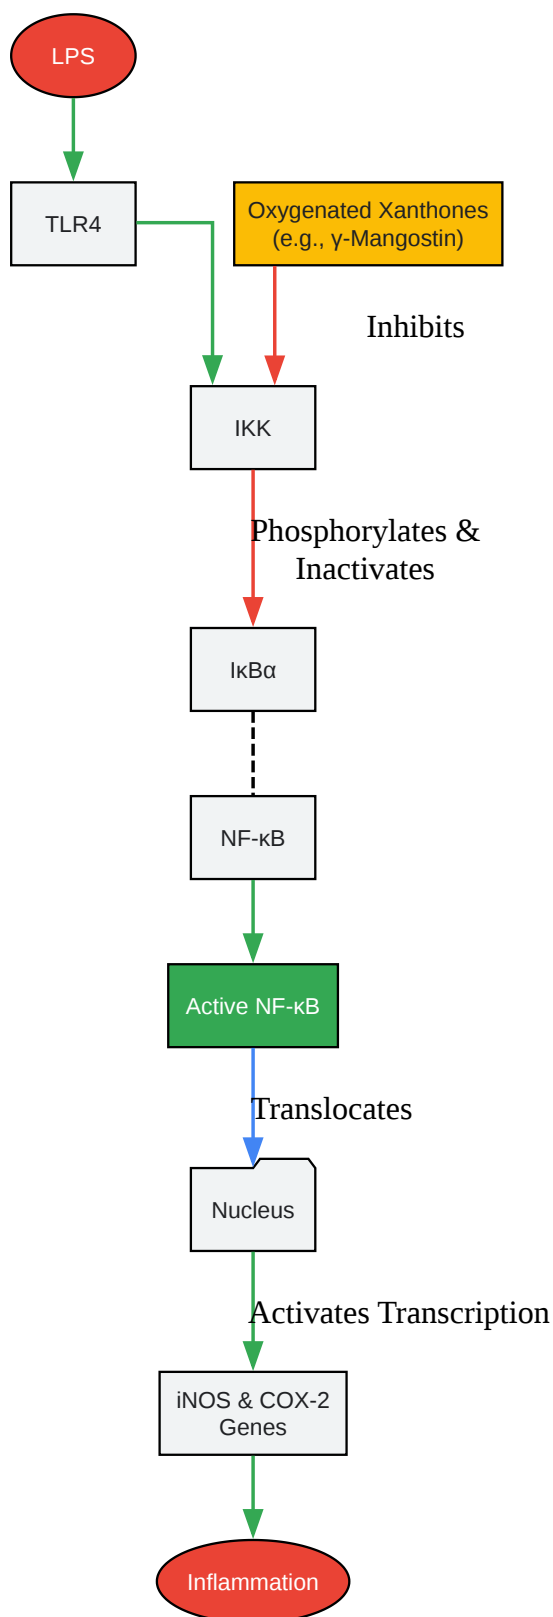 LPS
TLR4
Oxygenated Xanthones
(e.g., γ-Mangostin)
Inhibits
IKK
Phosphorylates &
Inactivates
IκBα
NF-κB
Active NF-κB
Translocates
Nucleus
Activates Transcription
iNOS & COX-2
Genes
Inflammation